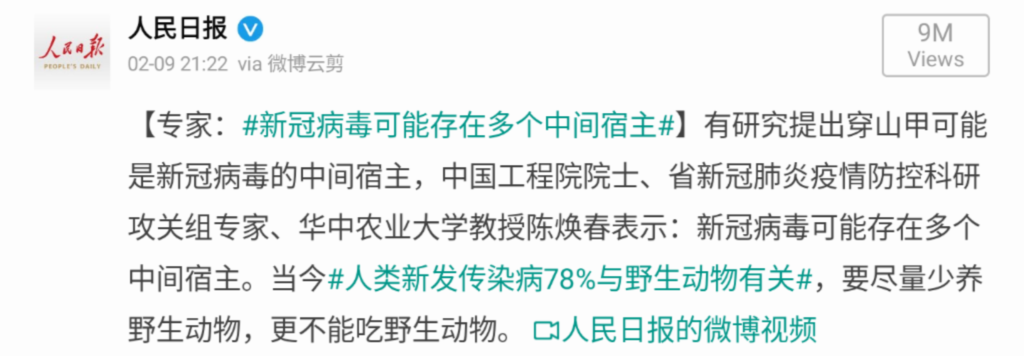 人民日报
PEOPLE'S DAILY
人民日报
02-09 21:22 via 微博云剪
9M
Views
【专家：#新冠病毒可能存在多个中间宿主#】有研究提出穿山甲可能
是新冠病毒的中间宿主，中国工程院院士、省新冠肺炎疫情防控科研
攻关组专家、华中农业大学教授陈焕春表示：新冠病毒可能存在多个
中间宿主。当今#人类新发传染病78%与野生动物有关#，要尽量少养
野生动物，更不能吃野生动物。 人民日报的微博视频